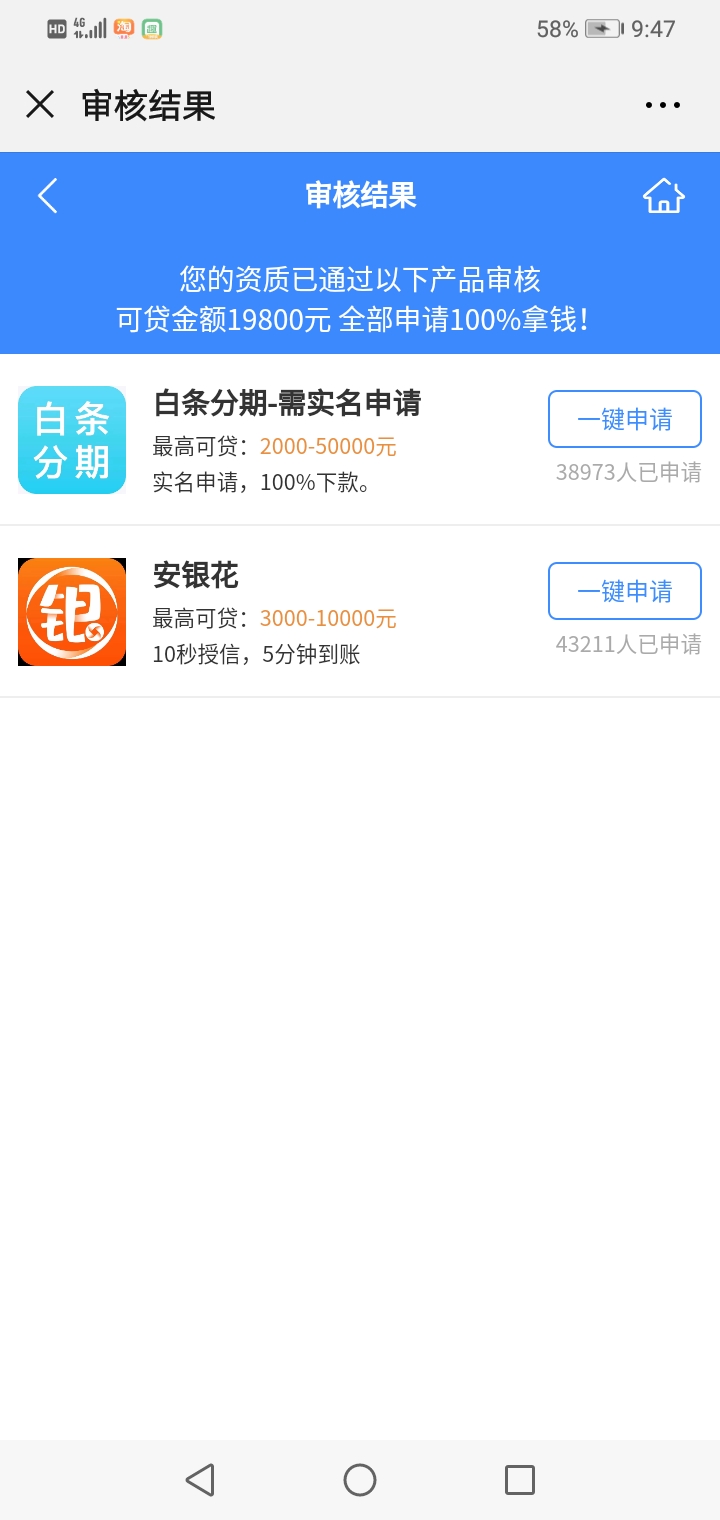 HD 4G 淘 趣 58% 9:47
审核结果
审核结果
您的资质已通过以下产品审核
可贷金额19800元 全部申请100%拿钱!
白条
分期
白条分期-需实名申请
最高可贷：2000-50000元
实名申请，100%下款。
一键申请
38973人已申请
银
安银花
最高可贷：3000-10000元
10秒授信，5分钟到账
一键申请
43211人已申请